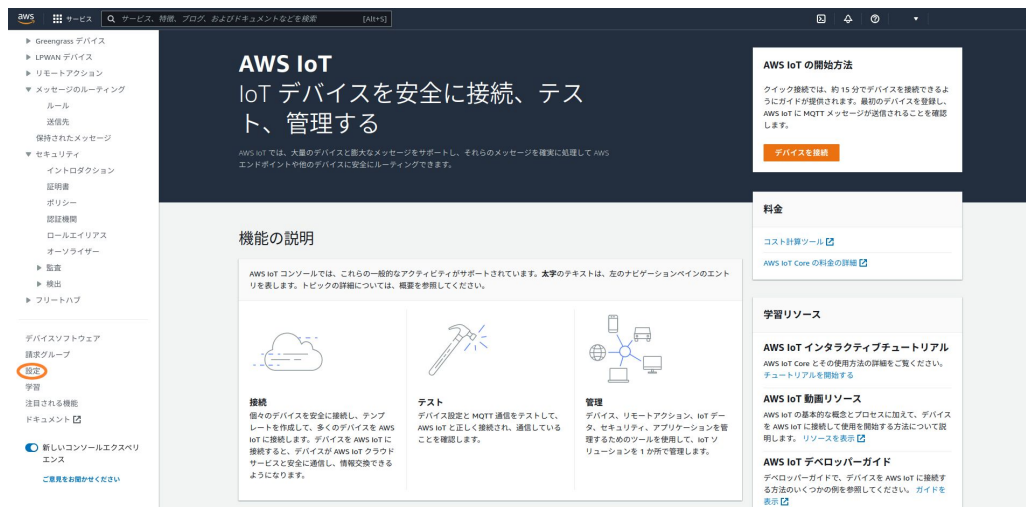 aws
サービス
サービス、特徴、ブログ、およびドキュメントなどを検索
[Alt+S]
Greengrass デバイス
LPWAN デバイス
リモートアクション
メッセージのルーティング
ルール
送信先
保持されたメッセージ
セキュリティ
イントロダクション
証明書
ポリシー
認証機関
ロールエイリアス
オーソライザー
監査
検出
フリートハブ
デバイスソフトウェア
請求グループ
設定
学習
注目される機能
ドキュメント
新しいコンソールエクスペリ
エンス
ご意見をお聞かせください
AWS IoT
IoT デバイスを安全に接続、テス
ト、管理する
AWS IoT では、大量のデバイスと膨大なメッセージをサポートし、それらのメッセージを確実に処理して AWS
エンドポイントや他のデバイスに安全にルーティングできます。
機能の説明
AWS IoT コンソールでは、これらの一般的なアクティビティがサポートされています。太字のテキストは、左のナビゲーションペインのエント
リを表します。トピックの詳細については、概要を参照してください。
接続
個々のデバイスを安全に接続し、テンプ
レートを作成して、多くのデバイスを AWS
IoT に接続します。デバイスを AWS IoT に
接続すると、デバイスが AWS IoT クラウド
サービスと安全に通信し、情報交換できる
ようになります。
テスト
デバイス設定と MQTT 通信をテストして、
AWS IoT と正しく接続され、通信している
ことを確認します。
管理
デバイス、リモートアクション、IoT デー
タ、セキュリティ、アプリケーションを管
理するためのツールを使用して、IoT ソ
リューションを 1 か所で管理します。
AWS IoT の開始方法
クイック接続では、約 15 分でデバイスを接続できるよ
うにガイドが提供されます。最初のデバイスを登録し、
AWS IoT に MQTT メッセージが送信されることを確認
します。
デバイスを接続
料金
コスト計算ツール
AWS IoT Core の料金の詳細
学習リソース
AWS IoT インタラクティブチュートリアル
AWS IoT Core とその使用方法の詳細をご覧ください。
チュートリアルを開始する
AWS IoT 動画リソース
AWS IoT の基本的な概念とプロセスに加えて、デバイス
を AWS IoT に接続して使用を開始する方法について説
明します。 リソースを表示
AWS IoT デベロッパーガイド
デベロッパーガイドで、デバイスを AWS IoT に接続す
る方法のいくつかの例を参照してください。 ガイドを
表示